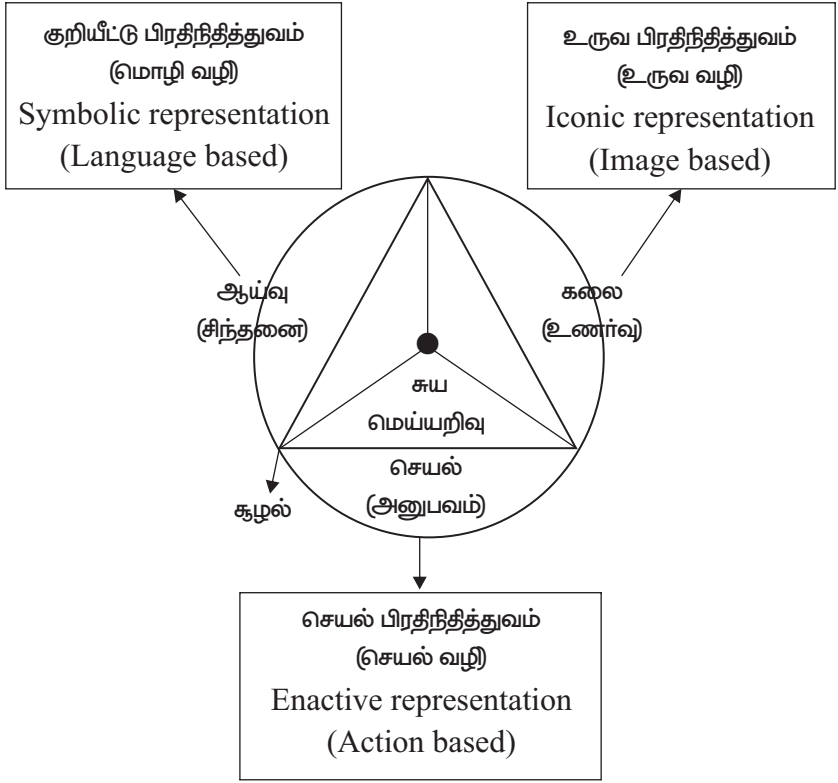 குறியீட்டு பிரதிநிதித்துவம்
(மொழி வழி)
Symbolic representation
(Language based)
உருவ பிரதிநிதித்துவம்
(உருவ வழி)
Iconic representation
(Image based)
ஆய்வு
(சிந்தனை)
கலை
(உணர்வு)
சுய
மெய்யறிவு
செயல்
(அனுபவம்)
சூழல்
செயல் பிரதிநிதித்துவம்
(செயல் வழி)
Enactive representation
(Action based)